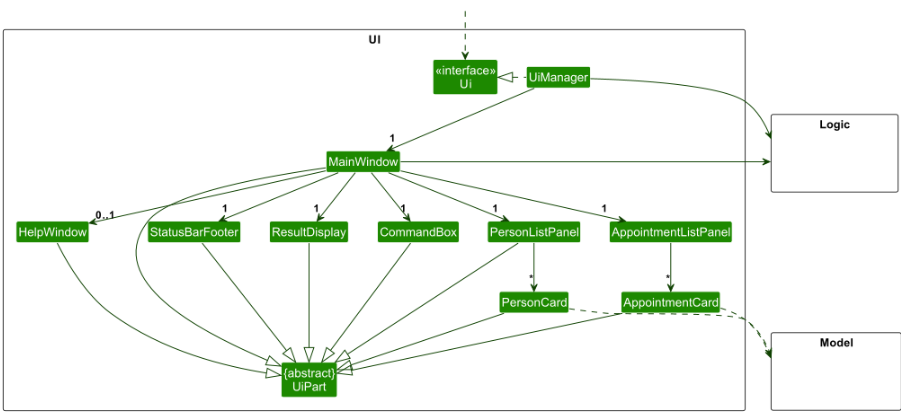 UI
«interface»
Ui
UiManager
Logic
1
MainWindow
0..1
1
1
1
1
1
HelpWindow
StatusBarFooter
ResultDisplay
CommandBox
PersonListPanel
AppointmentListPanel
*
*
PersonCard
AppointmentCard
Model
{abstract}
UiPart